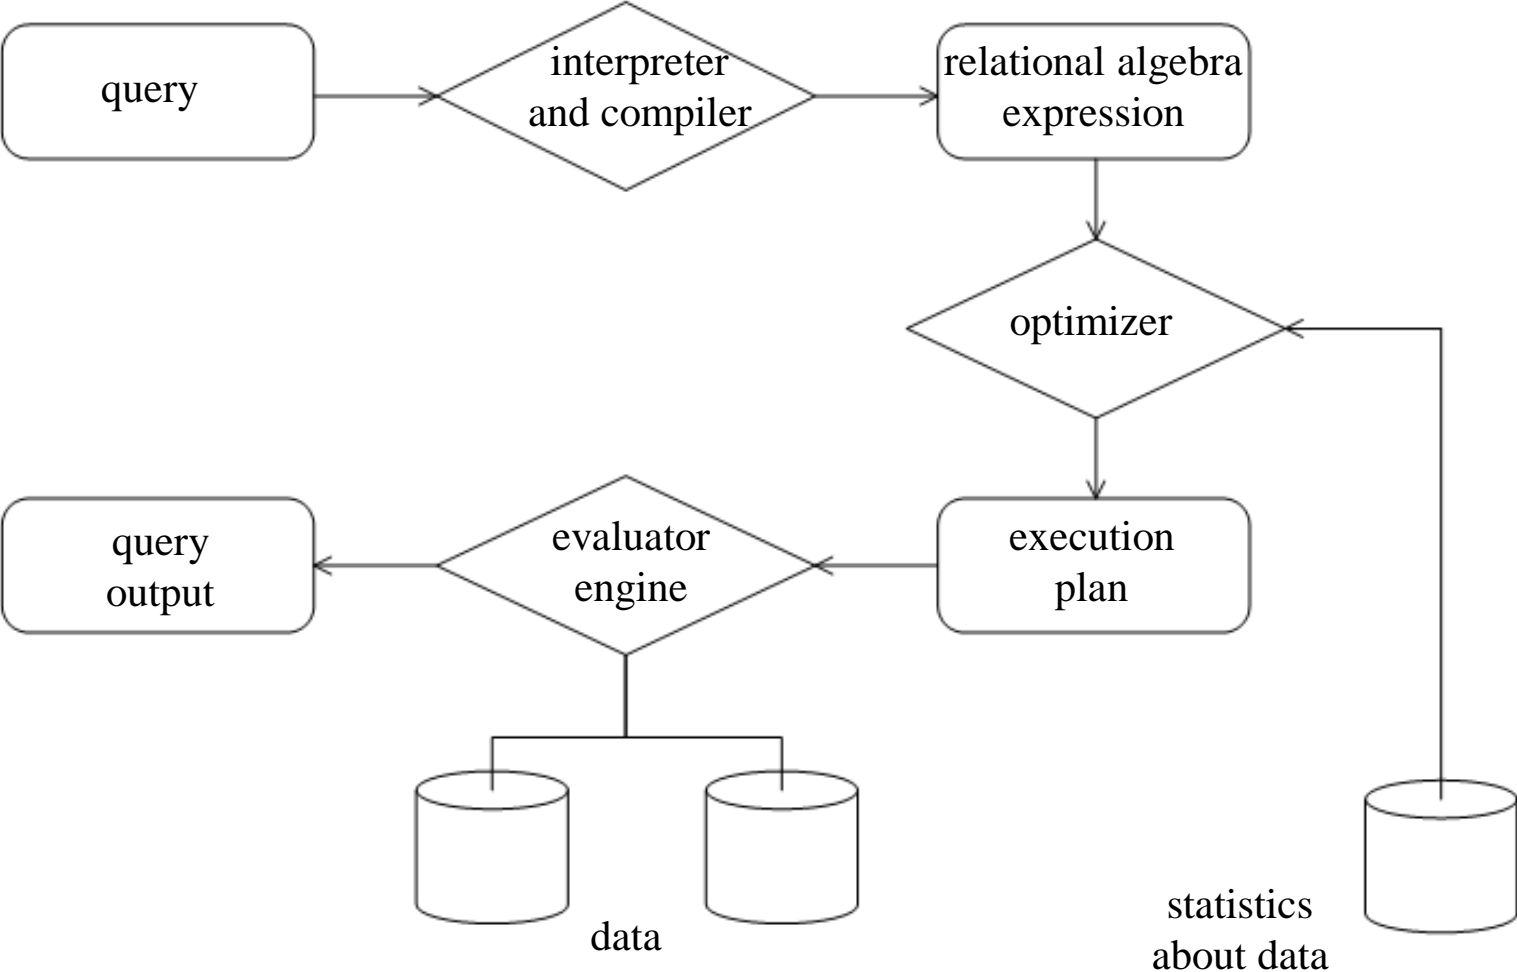 query
interpreter
and compiler
relational algebra
expression
optimizer
query
output
evaluator
engine
execution
plan
data
statistics
about data